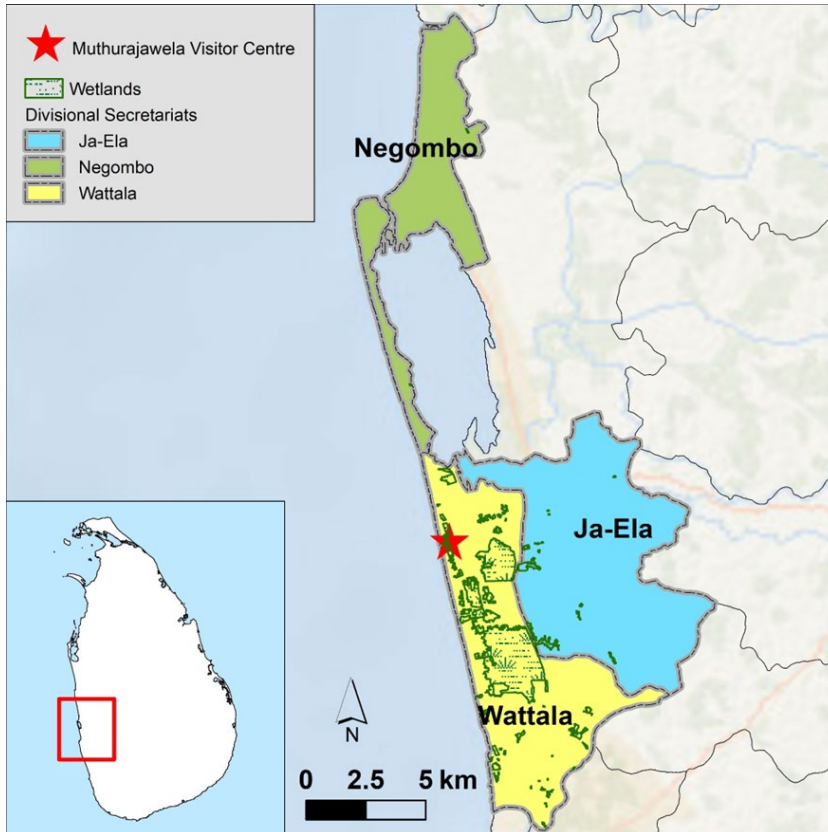 Muthurajawela Visitor Centre
Wetlands
Divisional Secretariats
Ja-Ela
Negombo
Wattala
Negombo
Ja-Ela
Wattala
N
0 2.5 5 km